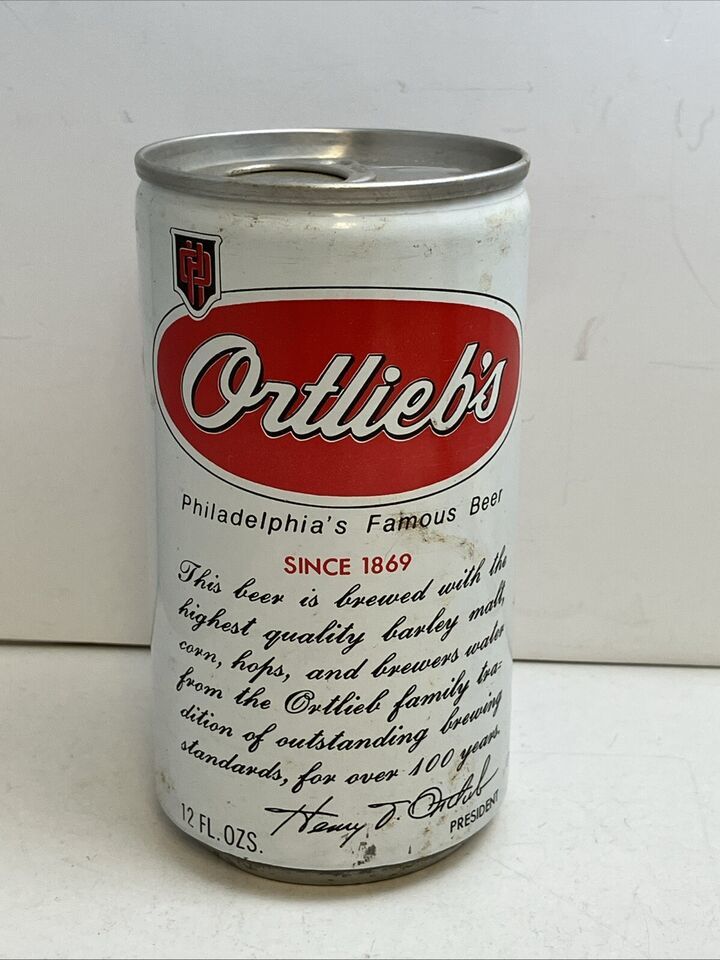 Ortlieb's
Philadelphia's Famous Beer
SINCE 1869
This beer is brewed with the
highest quality barley malt,
corn, hops, and brewers water
from the Ortlieb family tra=
dition of outstanding brewing
standards, for over 100 years.
Henry T. Ortlieb
PRESIDENT
12 FL. OZS.